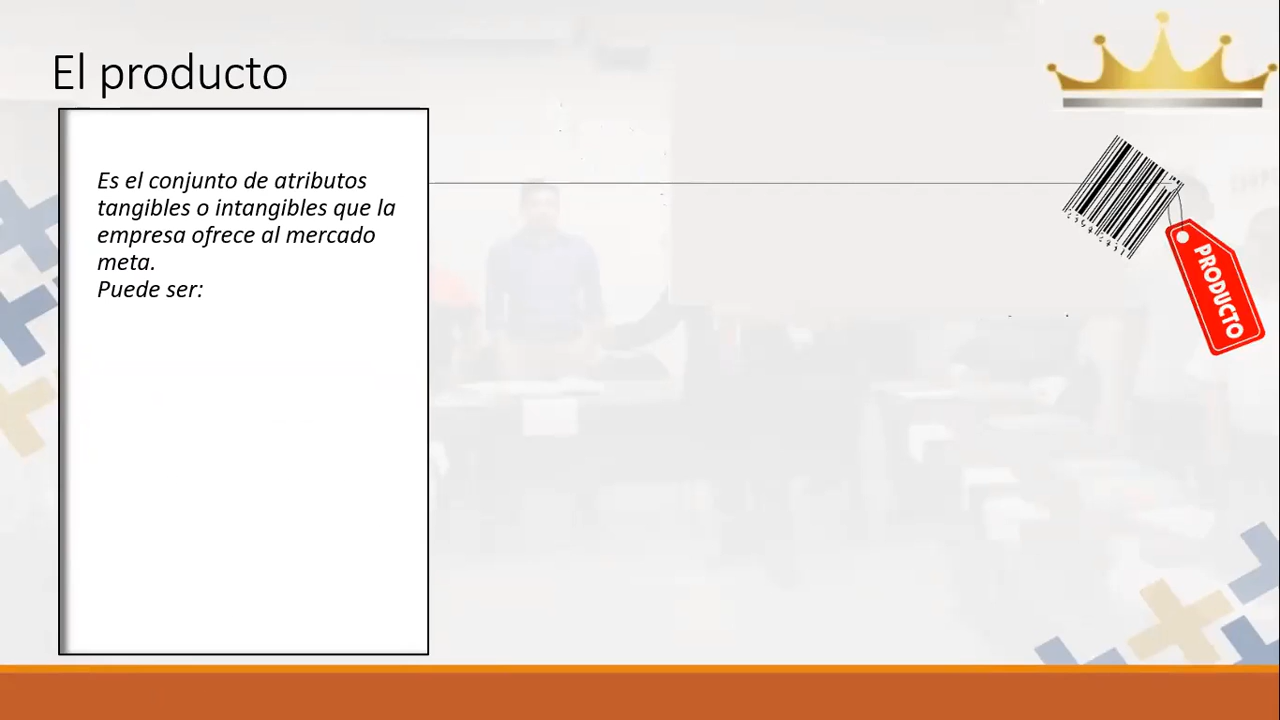 El producto
Es el conjunto de atributos
tangibles o intangibles que la
empresa ofrece al mercado
meta.
Puede ser:
PRODUCTO